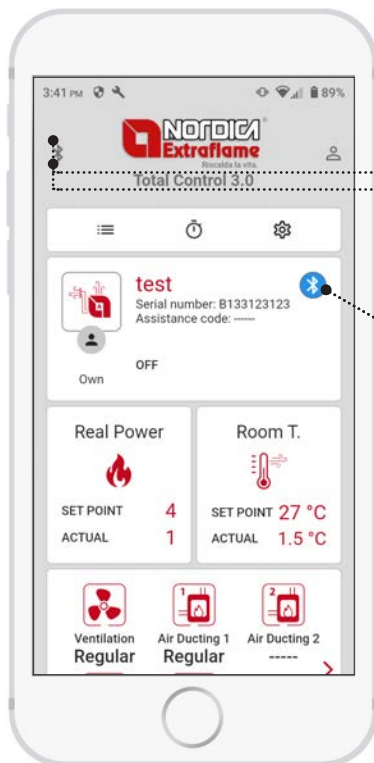 3:41 PM 89%
NORDICA
Extraflame
Riscalda la vita.
Total Control 3.0
test
Serial number: B133123123
Assistance code: -----
Own
OFF
Real Power
SET POINT 4
ACTUAL 1
Room T.
SET POINT 27 °C
ACTUAL 1.5 °C
1
2
Ventilation Air Ducting 1 Air Ducting 2
Regular Regular -----